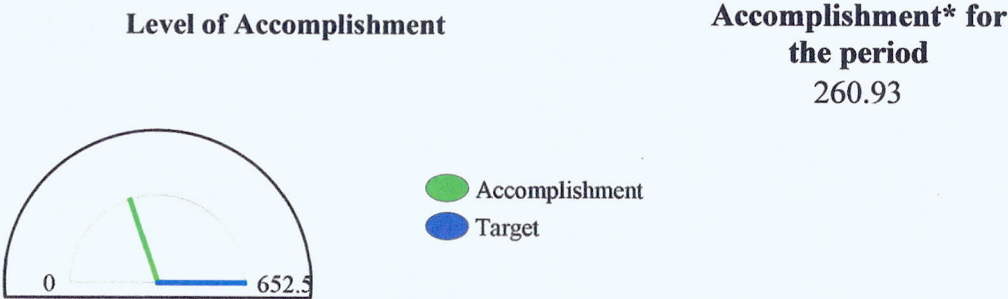 Level of Accomplishment
Accomplishment* for
the period
260.93
Accomplishment
Target
0
652.5